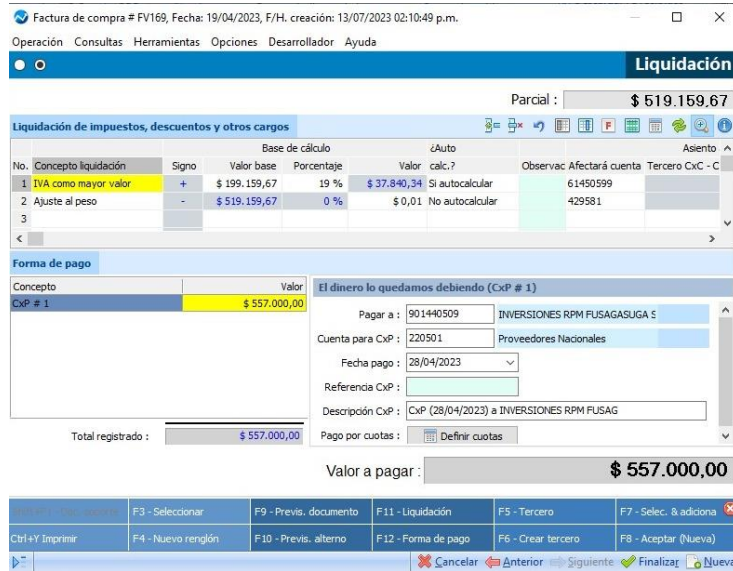 Factura de compra # FV169, Fecha: 19/04/2023, F/H. creación: 13/07/2023 02:10:49 p.m.
Operación Consultas Herramientas Opciones Desarrollador Ayuda
Liquidación
Parcial : $ 519.159,67
Liquidación de impuestos, descuentos y otros cargos
Base de cálculo ¿Auto Asiento
No. Concepto liquidación Signo Valor base Porcentaje Valor calc.? Observac Afectará cuenta Tercero CxC - C
1 IVA como mayor valor + $ 199.159,67 19 % $ 37.840,34 Si autocalcular 61450599
2 Ajuste al peso - $ 519.159,67 0 % $ 0,01 No autocalcular 429581
3
Forma de pago
Concepto Valor El dinero lo quedamos debiendo (CxP # 1)
CxP # 1 $ 557.000,00
Pagar a : 901440509 INVERSIONES RPM FUSAGASUGA S
Cuenta para CxP : 220501 Proveedores Nacionales
Fecha pago : 28/04/2023
Referencia CxP :
Descripción CxP : CxP (28/04/2023) a INVERSIONES RPM FUSAG
Total registrado : $ 557.000,00 Pago por cuotas : Definir cuotas
Valor a pagar : $ 557.000,00
F3 - Seleccionar F9 - Previs. documento F11 - Liquidación F5 - Tercero F7 - Selec. & adiciona
Ctrl+Y Imprimir F4 - Nuevo renglón F10 - Previs. alterno F12 - Forma de pago F6 - Crear tercero F8 - Aceptar (Nueva)
Cancelar Anterior Siguiente Finalizar Nueva